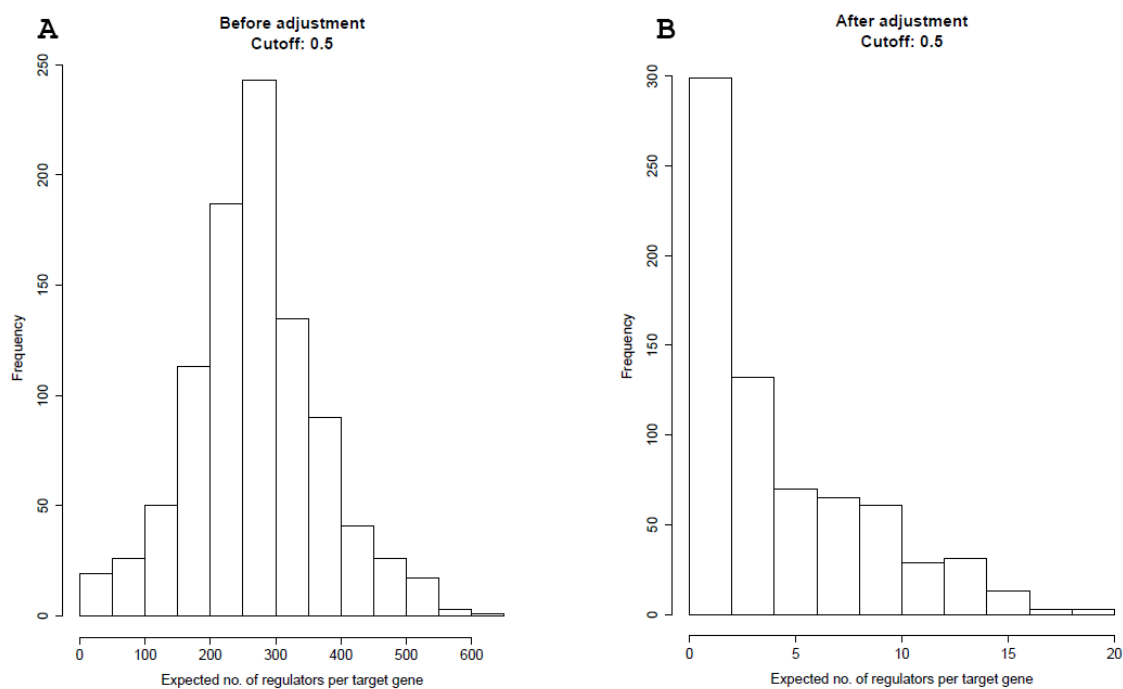 A
Before adjustment
Cutoff: 0.5
250
200
150
100
50
0
Frequency
0 100 200 300 400 500 600
Expected no. of regulators per target gene
B
After adjustment
Cutoff: 0.5
300
250
200
150
100
50
0
Frequency
0 5 10 15 20
Expected no. of regulators per target gene